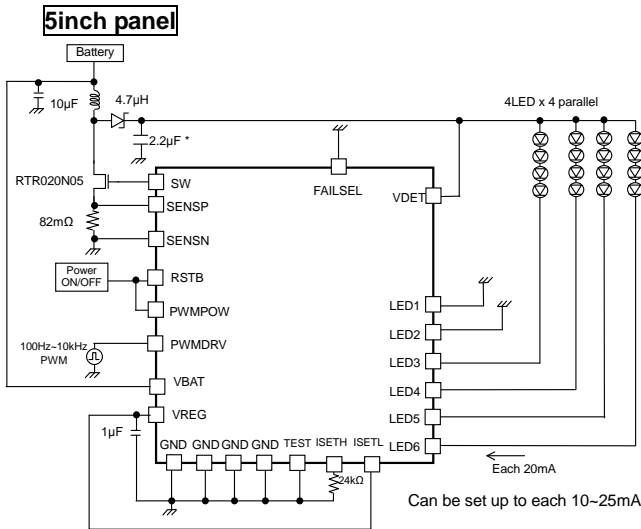 5inch panel
Battery
10µF
4.7µH
2.2µF *
4LED x 4 parallel
RTR020N05
82mΩ
SW
SENSP
SENSN
FAILSEL
VDET
Power
ON/OFF
RSTB
PWMPOW
100Hz~10kHz
PWM
PWMDRV
VBAT
VREG
1µF
LED1
LED2
LED3
LED4
LED5
LED6
GND GND GND GND TEST ISETH ISETL
24kΩ
Each 20mA
Can be set up to each 10~25mA